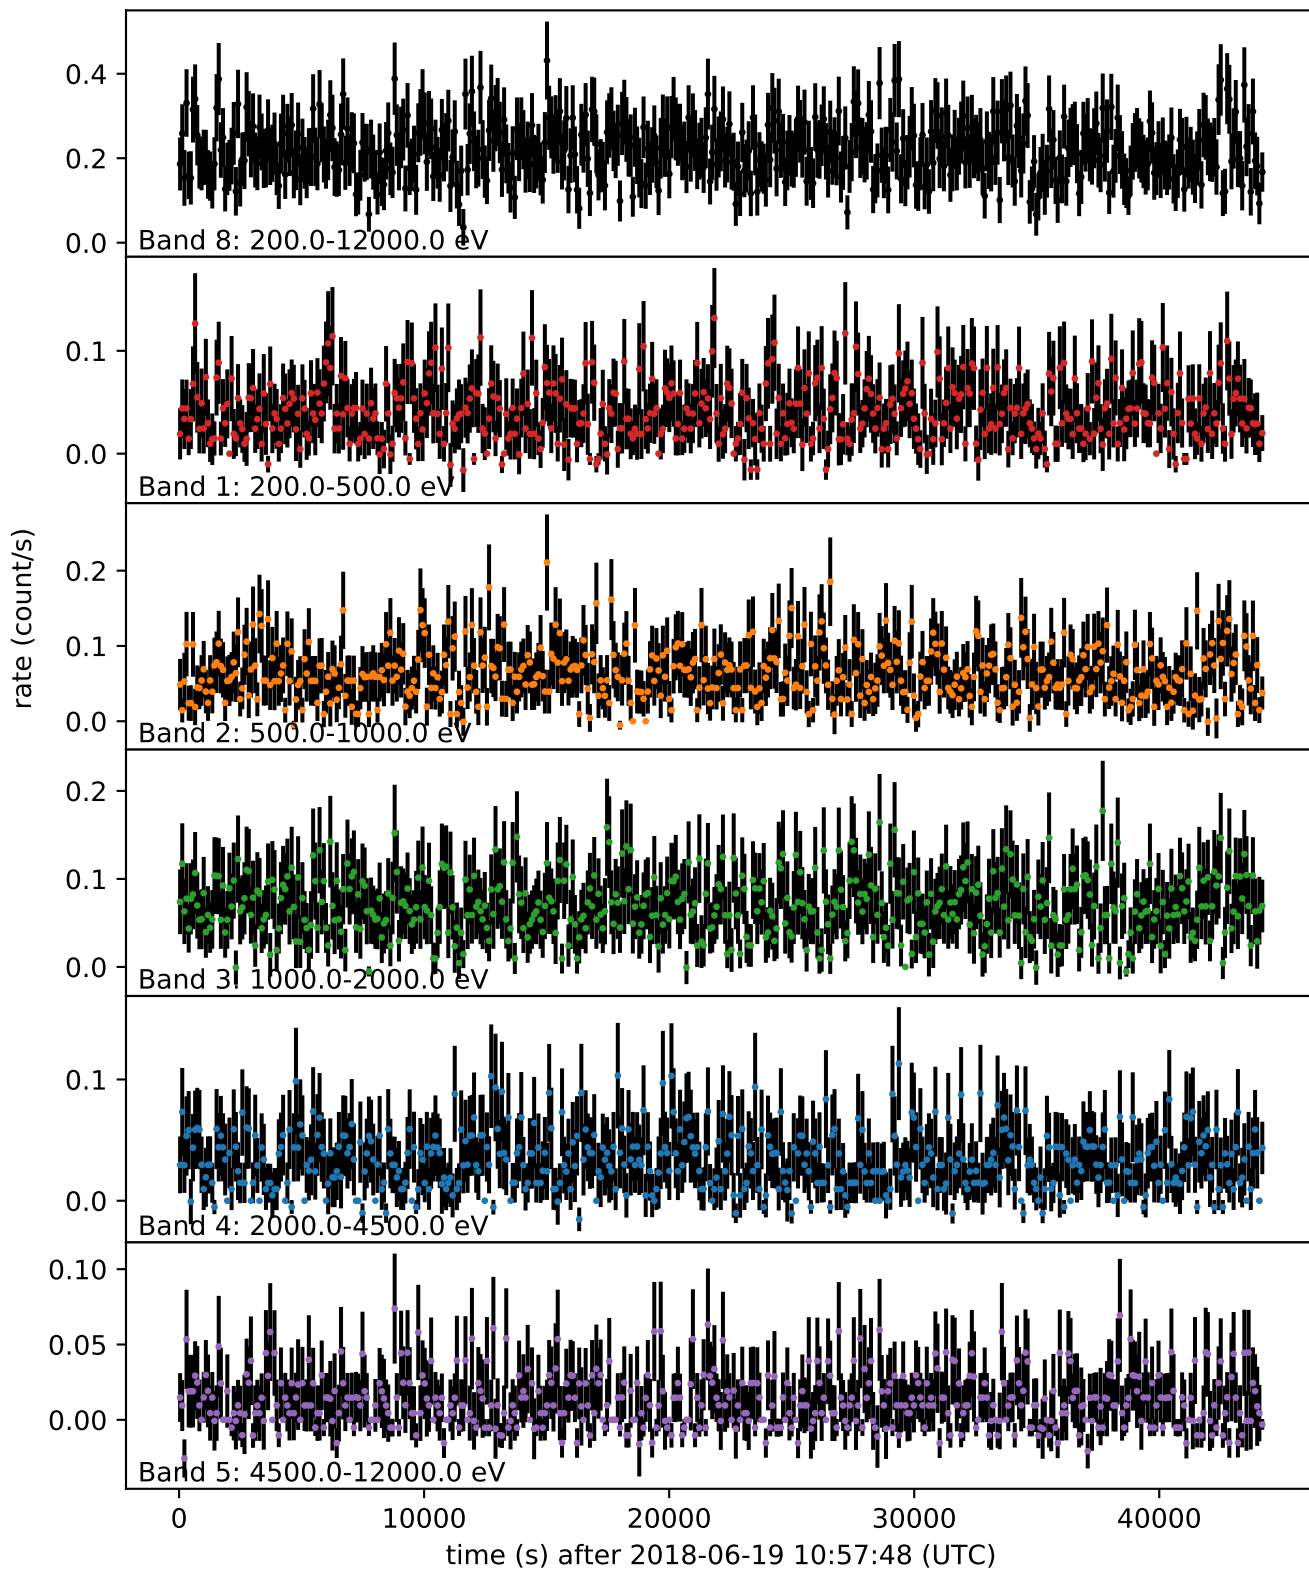 0.4
0.2
0.0
Band 8: 200.0-12000.0 eV
0.1
0.0
Band 1: 200.0-500.0 eV
rate (count/s)
0.2
0.1
0.0
Band 2: 500.0-1000.0 eV
0.2
0.1
0.0
Band 3: 1000.0-2000.0 eV
0.1
0.0
Band 4: 2000.0-4500.0 eV
0.10
0.05
0.00
Band 5: 4500.0-12000.0 eV
0 10000 20000 30000 40000
time (s) after 2018-06-19 10:57:48 (UTC)